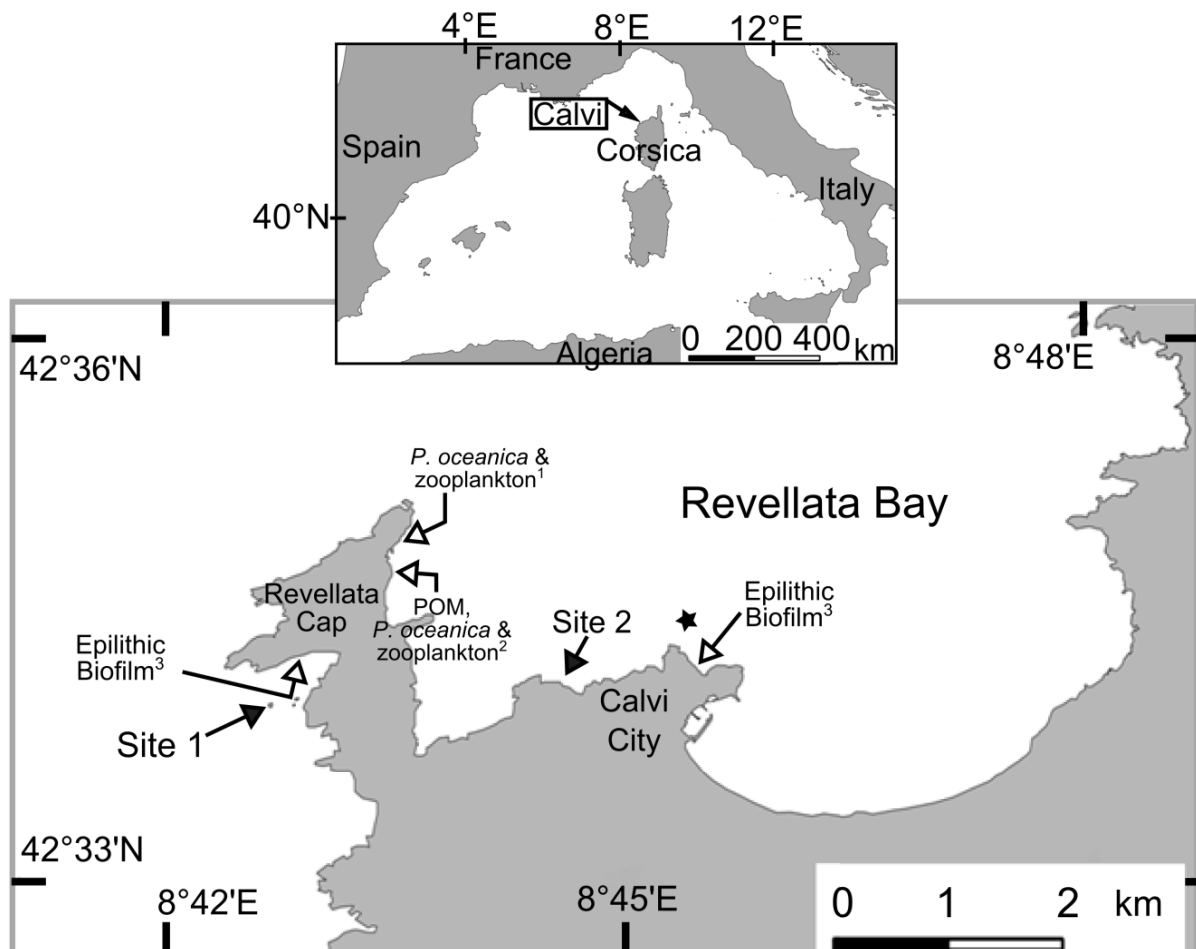 4°E 8°E 12°E
France
Calvi
Spain
Corsica
Italy
40°N
0 200 400 km
Algeria
42°36'N
8°48'E
P. oceanica &
zooplankton¹
Revellata Bay
Revellata
Cap
POM,
P. oceanica &
zooplankton²
Epilithic
Biofilm³
Site 2
Epilithic
Biofilm³
Site 1
Calvi
City
42°33'N
8°42'E
8°45'E
0 1 2 km